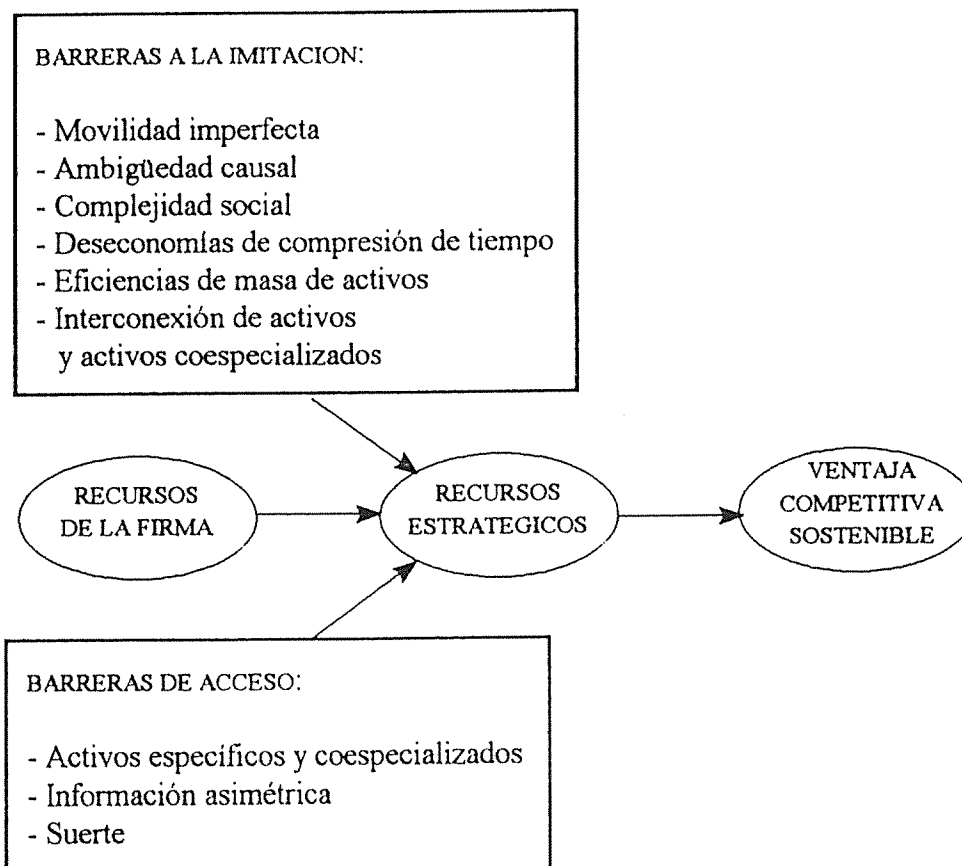 BARRERAS A LA IMITACION:
- Movilidad imperfecta
- Ambigüedad causal
- Complejidad social
- Deseconomías de compresión de tiempo
- Eficiencias de masa de activos
- Interconexión de activos
y activos coespecializados
RECURSOS
DE LA FIRMA
RECURSOS
ESTRATEGICOS
VENTAJA
COMPETITIVA
SOSTENIBLE
BARRERAS DE ACCESO:
- Activos específicos y coespecializados
- Información asimétrica
- Suerte